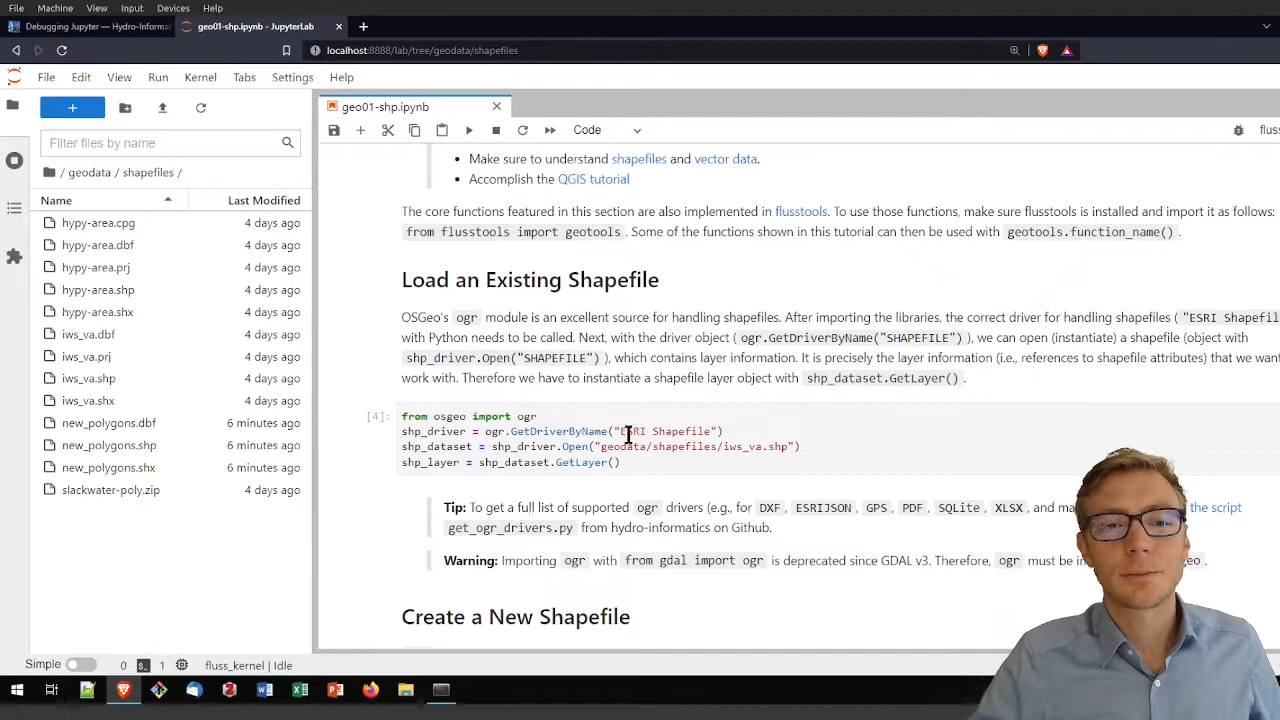 File Machine View Input Devices Help
Debugging Jupyter — Hydro-Informat
geo01-shp.ipynb - JupyterLab
localhost:8888/lab/tree/geodata/shapefiles
File Edit View Run Kernel Tabs Settings Help
Filter files by name
/ geodata / shapefiles /
Name Last Modified
hypy-area.cpg 4 days ago
hypy-area.dbf 4 days ago
hypy-area.prj 4 days ago
hypy-area.shp 4 days ago
hypy-area.shx 4 days ago
iws_va.dbf 4 days ago
iws_va.prj 4 days ago
iws_va.shp 4 days ago
iws_va.shx 4 days ago
new_polygons.dbf 6 minutes ago
new_polygons.shp 6 minutes ago
new_polygons.shx 6 minutes ago
slackwater-poly.zip 4 days ago
geo01-shp.ipynb
Code
fluss
• Make sure to understand shapefiles and vector data.
• Accomplish the QGIS tutorial
The core functions featured in this section are also implemented in flusstools. To use those functions, make sure flusstools is installed and import it as follows:
from flusstools import geotools. Some of the functions shown in this tutorial can then be used with geotools.function_name().
Load an Existing Shapefile
OSGeo's ogr module is an excellent source for handling shapefiles. After importing the libraries, the correct driver for handling shapefiles ("ESRI Shapefil
with Python needs to be called. Next, with the driver object (ogr.GetDriverByName("SHAPEFILE")), we can open (instantiate) a shapefile (object with
shp_driver.Open("SHAPEFILE")), which contains layer information. It is precisely the layer information (i.e., references to shapefile attributes) that we want
work with. Therefore we have to instantiate a shapefile layer object with shp_dataset.GetLayer().
[4]: from osgeo import ogr
shp_driver = ogr.GetDriverByName("ESRI Shapefile")
shp_dataset = shp_driver.Open("geodata/shapefiles/iws_va.shp")
shp_layer = shp_dataset.GetLayer()
Tip: To get a full list of supported ogr drivers (e.g., for DXF, ESRIJSON, GPS, PDF, SQLite, XLSX, and ma the script
get_ogr_drivers.py from hydro-informatics on Github.
Warning: Importing ogr with from gdal import ogr is deprecated since GDAL v3. Therefore, ogr must be im eo.
Create a New Shapefile
Simple 0 1 fluss_kernel | Idle